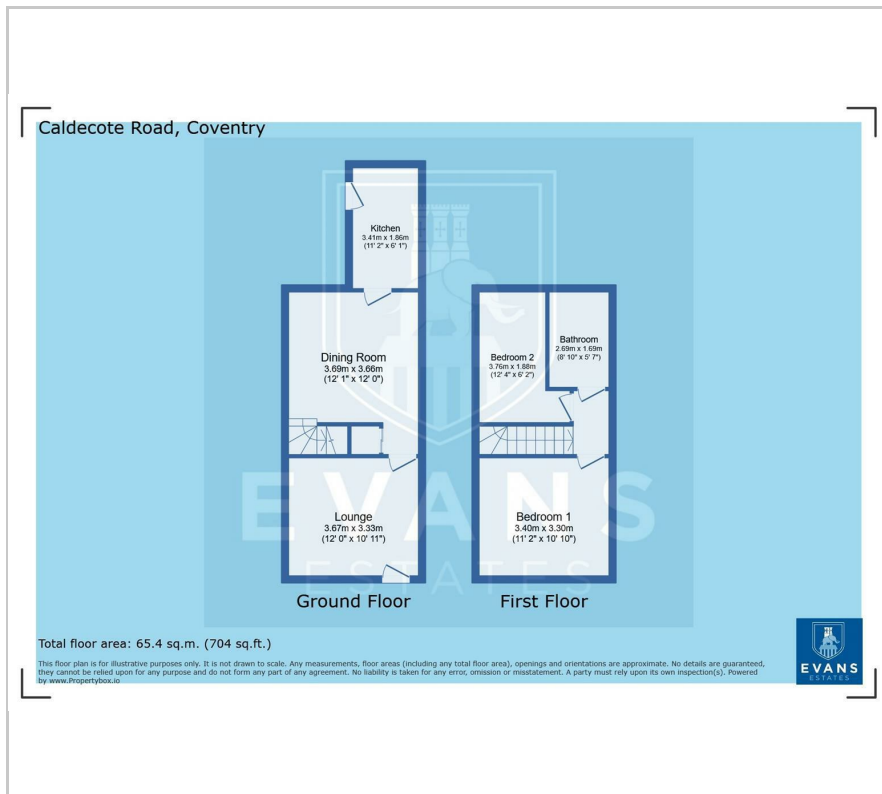 Caldecote Road, Coventry
Kitchen
3.41m x 1.86m
(11' 2" x 6' 1")
Dining Room
3.69m x 3.66m
(12' 1" x 12' 0")
Bedroom 2
3.76m x 1.88m
(12' 4" x 6' 2")
Bathroom
2.69m x 1.69m
(8' 10" x 5' 7")
Lounge
3.67m x 3.33m
(12' 0" x 10' 11")
Bedroom 1
3.40m x 3.30m
(11' 2" x 10' 10")
EVANS
ESTATES
Ground Floor
First Floor
Total floor area: 65.4 sq.m. (704 sq.ft.)
This floor plan is for illustrative purposes only. It is not drawn to scale. Any measurements, floor areas (including any total floor area), openings and orientations are approximate. No details are guaranteed,
they cannot be relied upon for any purpose and do not form any part of any agreement. No liability is taken for any error, omission or misstatement. A party must rely upon its own inspection(s). Powered
by www.Propertybox.io
EVANS
ESTATES